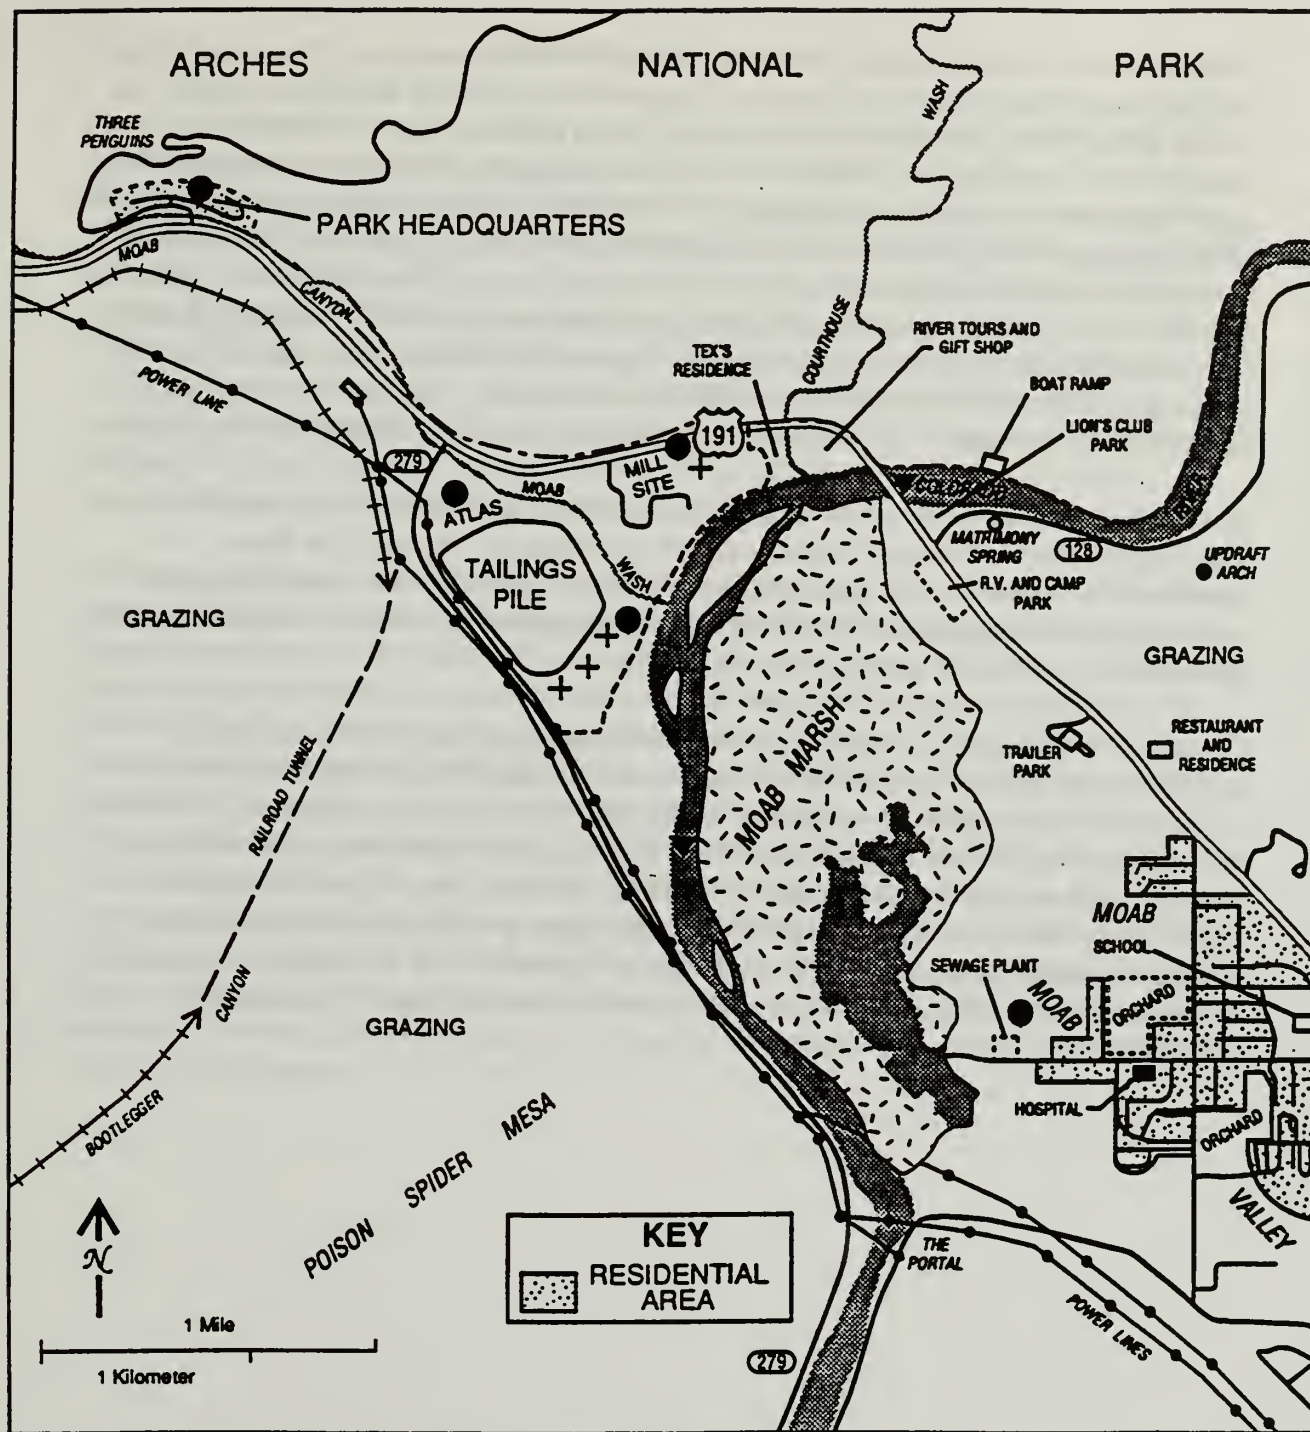 ARCHES NATIONAL PARK
THREE
PENGUINS
WASH
PARK HEADQUARTERS
MOAB
CANYON
COURTHOUSE
RIVER TOURS AND
GIFT SHOP
TEX'S
RESIDENCE
POWER LINE
BOAT RAMP
LION'S CLUB
PARK
191
279
MILL
SITE
MOAB
WASH
ATLAS
COLORADO
RIVER
MATRIMONY
SPRING
128
UPDRAFT
ARCH
TAILINGS
PILE
R.V. AND CAMP
PARK
GRAZING
GRAZING
MOAB MARSH
TRAILER
PARK
RESTAURANT
AND
RESIDENCE
RAILROAD TUNNEL
MOAB
SCHOOL
SEWAGE PLANT
MOAB
ORCHARD
BOOTLEGGER CANYON
GRAZING
HOSPITAL
ORCHARD
POISON SPIDER MESA
VALLEY
N
KEY
RESIDENTIAL
AREA
THE
PORTAL
POWER LINES
1 Mile
1 Kilometer
279